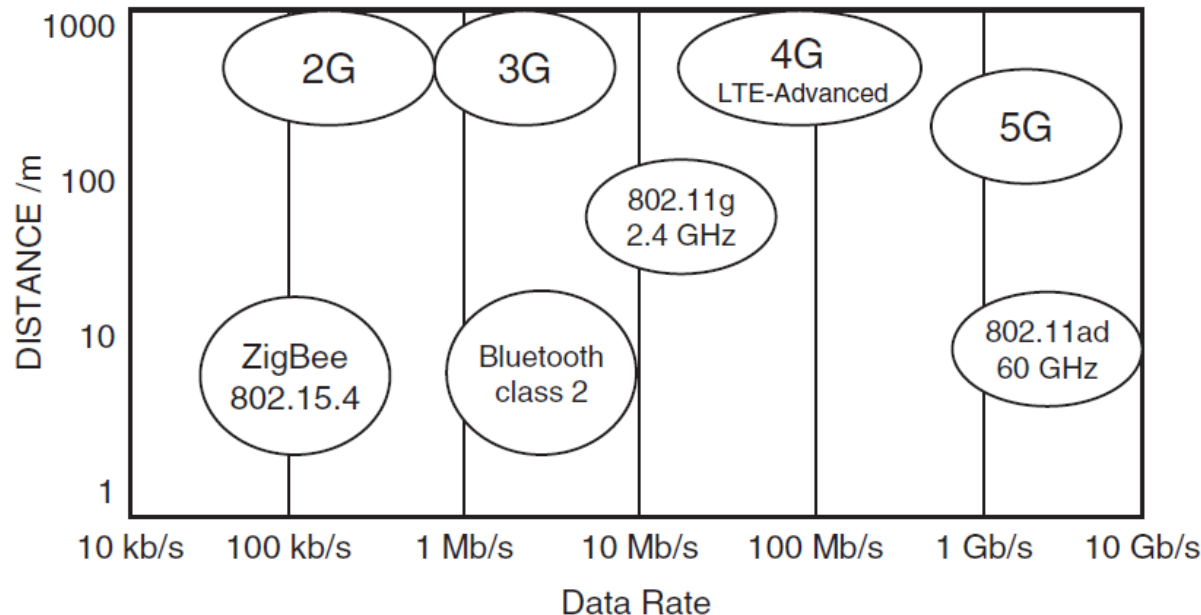 1000
2G
3G
4G
LTE-Advanced
5G
DISTANCE /m
100
802.11g
2.4 GHz
10
ZigBee
802.15.4
Bluetooth
class 2
802.11ad
60 GHz
1
10 kb/s 100 kb/s 1 Mb/s 10 Mb/s 100 Mb/s 1 Gb/s 10 Gb/s
Data Rate